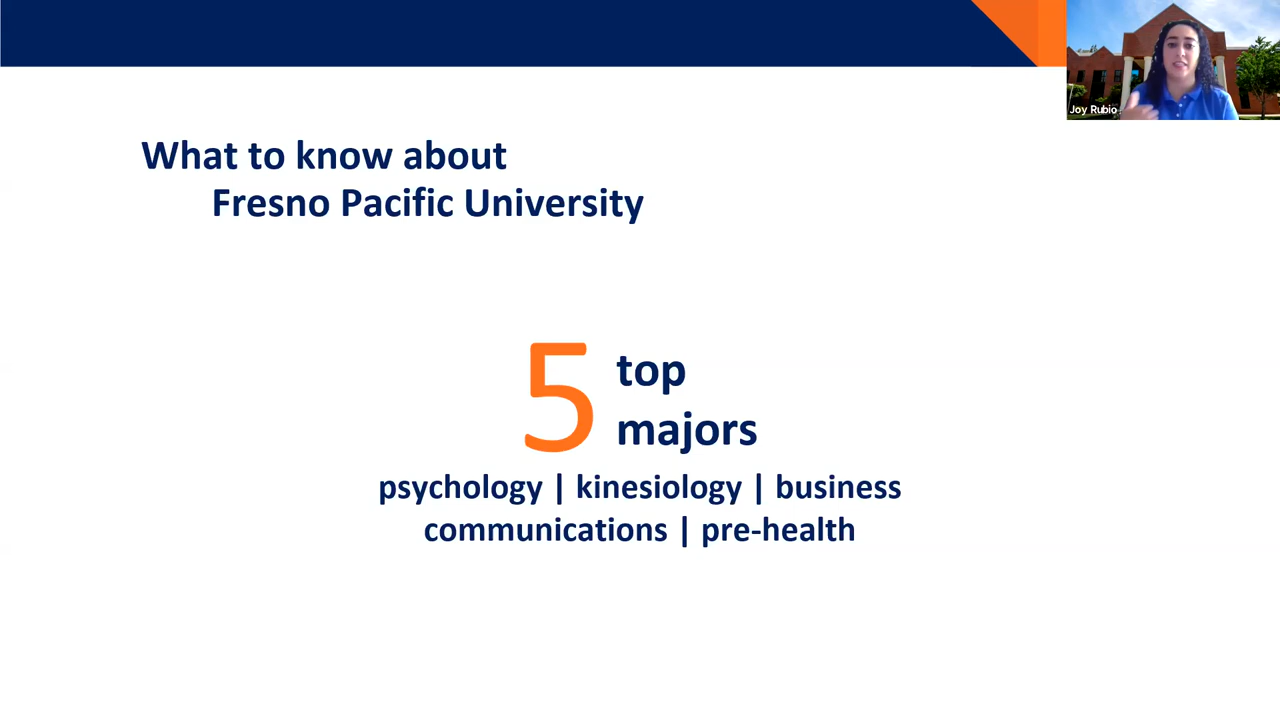 Joy Rubio
What to know about
Fresno Pacific University
5 top
majors
psychology | kinesiology | business
communications | pre-health